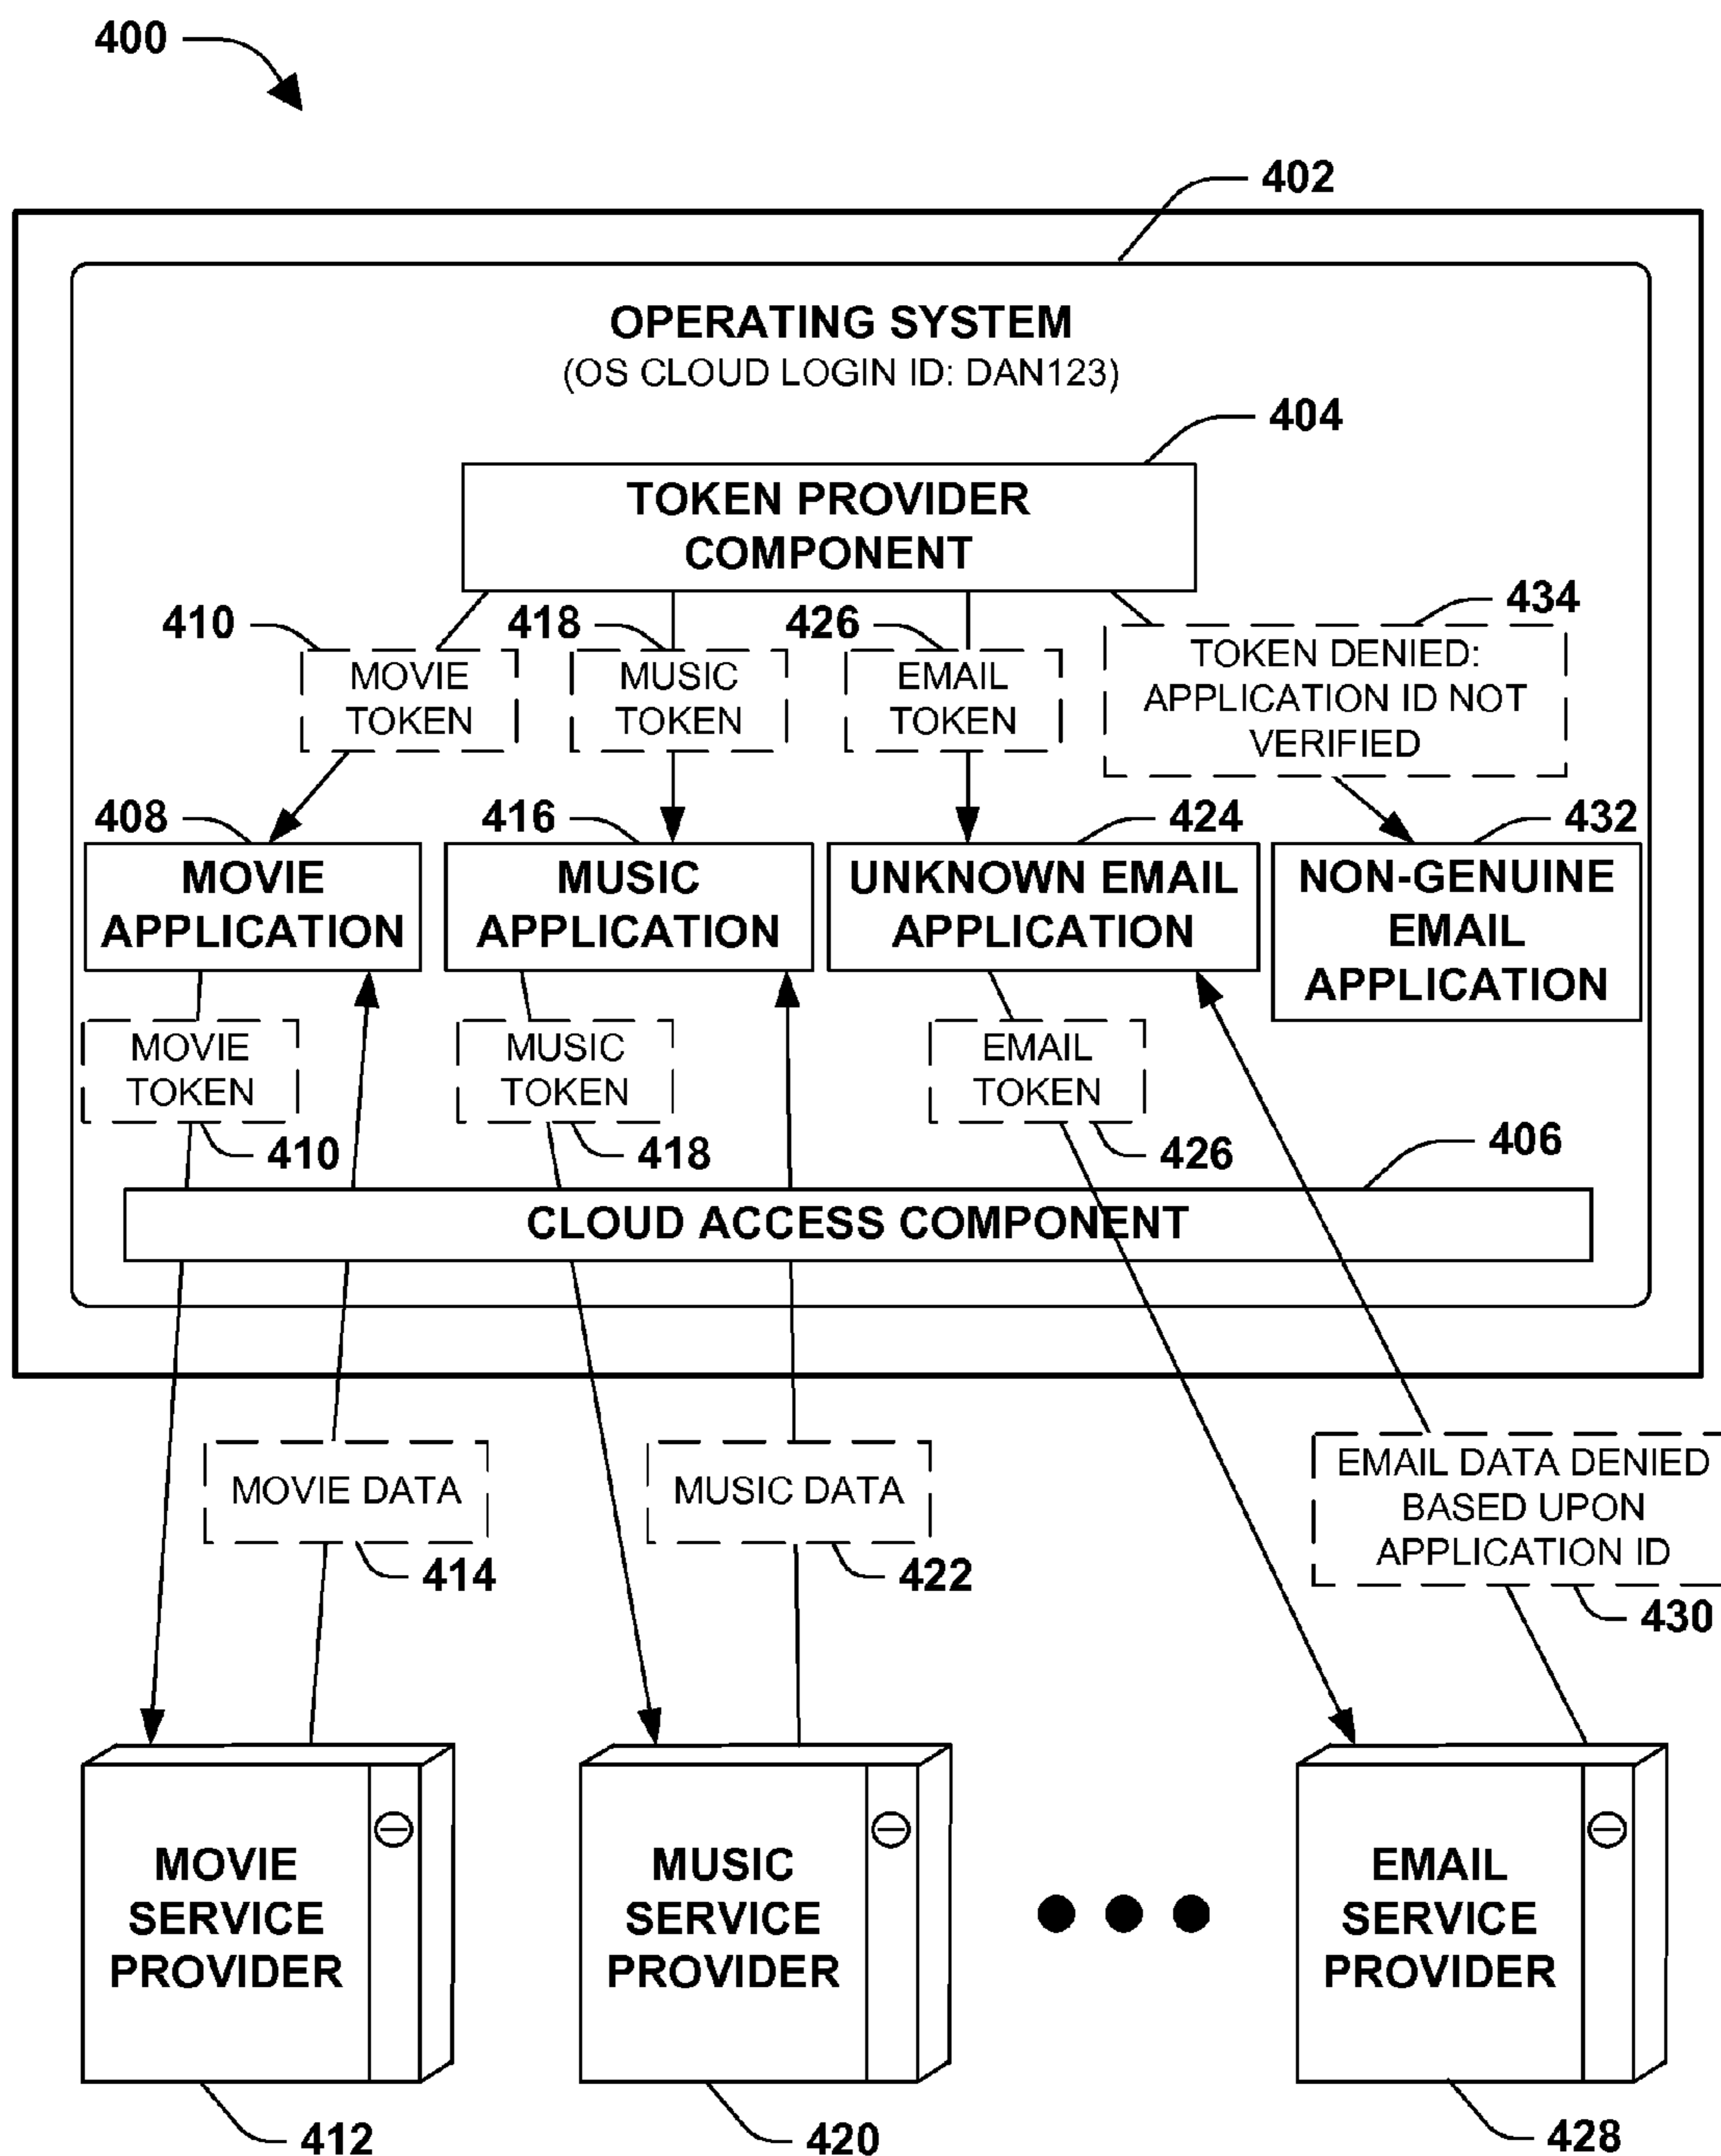 400
402
OPERATING SYSTEM
(OS CLOUD LOGIN ID: DAN123)
404
TOKEN PROVIDER
COMPONENT
410
418
426
434
MOVIE
TOKEN
MUSIC
TOKEN
EMAIL
TOKEN
TOKEN DENIED:
APPLICATION ID NOT
VERIFIED
408
416
424
432
MOVIE
APPLICATION
MUSIC
APPLICATION
UNKNOWN EMAIL
APPLICATION
NON-GENUINE
EMAIL
APPLICATION
MOVIE
TOKEN
MUSIC
TOKEN
EMAIL
TOKEN
410
418
426
406
CLOUD ACCESS COMPONENT
MOVIE DATA
MUSIC DATA
EMAIL DATA DENIED
BASED UPON
APPLICATION ID
414
422
430
MOVIE
SERVICE
PROVIDER
MUSIC
SERVICE
PROVIDER
EMAIL
SERVICE
PROVIDER
412
420
428